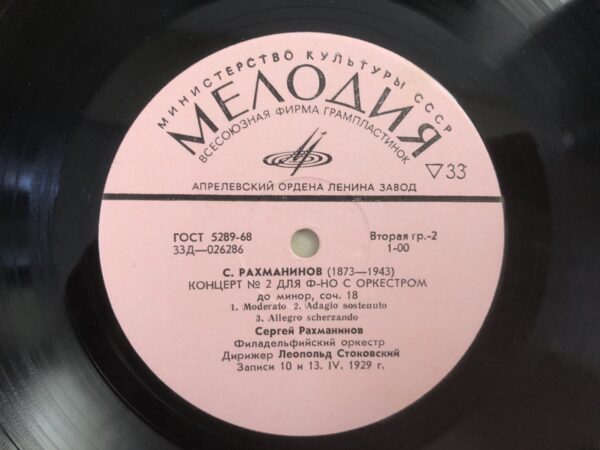 МИНИСТЕРСТВО КУЛЬТУРЫ СССР
МЕЛОДИЯ
ВСЕСОЮЗНАЯ ФИРМА ГРАМПЛАСТИНОК
▽33
АПРЕЛЕВСКИЙ ОРДЕНА ЛЕНИНА ЗАВОД
ГОСТ 5289-68
Вторая гр.-2
33Д—026286
1-00
С. РАХМАНИНОВ (1873—1943)
КОНЦЕРТ № 2 ДЛЯ Ф-НО С ОРКЕСТРОМ
до минор, соч. 18
1. Moderato 2. Adagio sostenuto
3. Allegro scherzando
Сергей Рахманинов
Филадельфийский оркестр
Дирижер Леопольд Стоковский
Записи 10 и 13. IV. 1929 г.